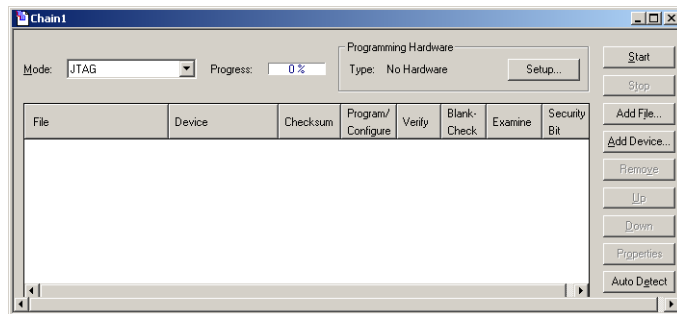 Chain1
Mode: JTAG Progress: 0 % Programming Hardware
Type: No Hardware Setup...
Start
Stop
Add File...
Add Device...
Remove
Up
Down
Properties
Auto Detect
File Device Checksum Program/ Configure Verify Blank- Check Examine Security Bit